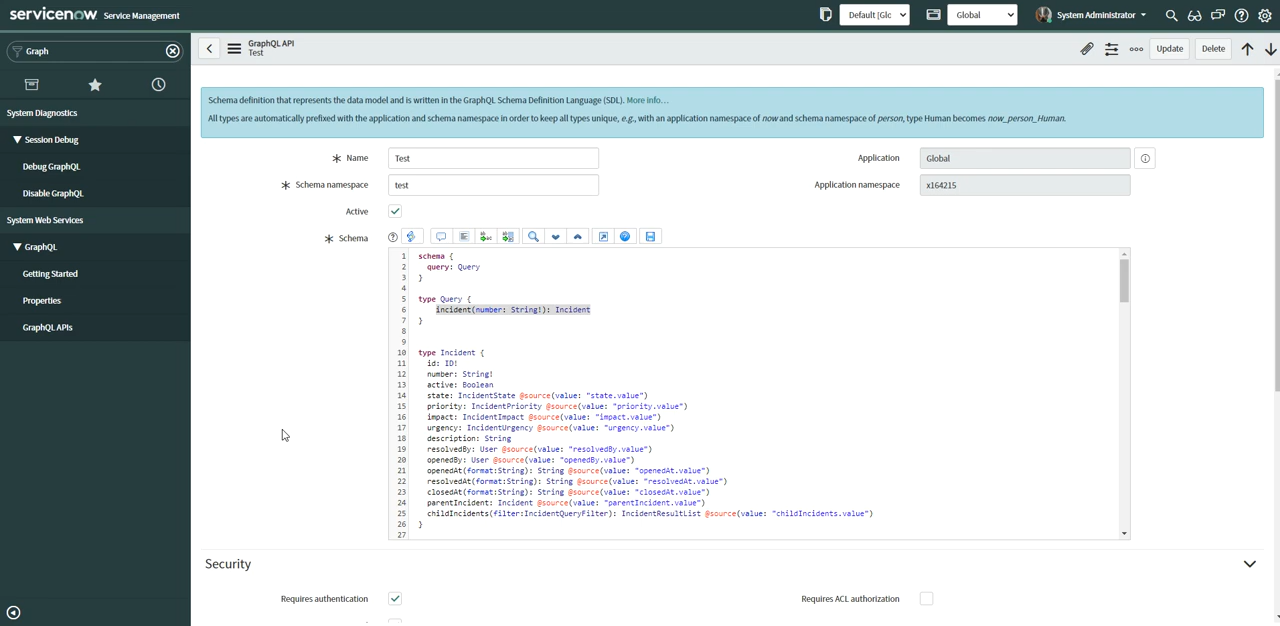 servicenow Service Management
Default [Glc
Global
System Administrator
Graph
GraphQL API
Test
Update
Delete
System Diagnostics
Session Debug
Debug GraphQL
Disable GraphQL
System Web Services
GraphQL
Getting Started
Properties
GraphQL APIs
Schema definition that represents the data model and is written in the GraphQL Schema Definition Language (SDL). More info…
All types are automatically prefixed with the application and schema namespace in order to keep all types unique, e.g., with an application namespace of now and schema namespace of person, type Human becomes now_person_Human.
Name Test
Application Global
Schema namespace test
Application namespace x164215
Active
Schema
1 schema {
2 query: Query
3 }
4
5 type Query {
6 incident(number: String!): Incident
7 }
8
9
10 type Incident {
11 id: ID!
12 number: String!
13 active: Boolean
14 state: IncidentState @source(value: "state.value")
15 priority: IncidentPriority @source(value: "priority.value")
16 impact: IncidentImpact @source(value: "impact.value")
17 urgency: IncidentUrgency @source(value: "urgency.value")
18 description: String
19 resolvedBy: User @source(value: "resolvedBy.value")
20 openedBy: User @source(value: "openedBy.value")
21 openedAt(format:String): String @source(value: "openedAt.value")
22 resolvedAt(format:String): String @source(value: "resolvedAt.value")
23 closedAt(format:String): String @source(value: "closedAt.value")
24 parentIncident: Incident @source(value: "parentIncident.value")
25 childIncidents(filter:IncidentQueryFilter): IncidentResultList @source(value: "childIncidents.value")
26 }
27
Security
Requires authentication
Requires ACL authorization